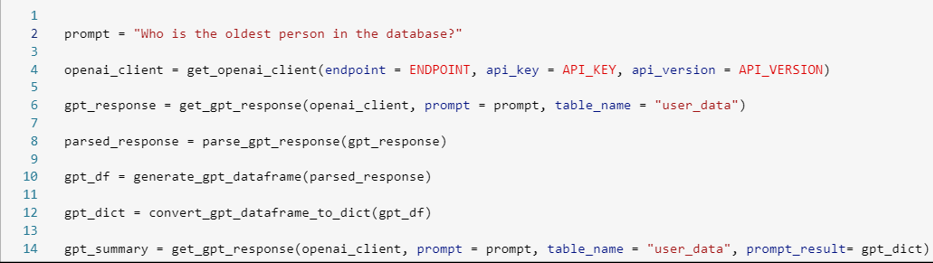 1
2 prompt = "Who is the oldest person in the database?"
3
4 openai_client = get_openai_client(endpoint = ENDPOINT, api_key = API_KEY, api_version = API_VERSION)
5
6 gpt_response = get_gpt_response(openai_client, prompt = prompt, table_name = "user_data")
7
8 parsed_response = parse_gpt_response(gpt_response)
9
10 gpt_df = generate_gpt_dataframe(parsed_response)
11
12 gpt_dict = convert_gpt_dataframe_to_dict(gpt_df)
13
14 gpt_summary = get_gpt_response(openai_client, prompt = prompt, table_name = "user_data", prompt_result= gpt_dict)